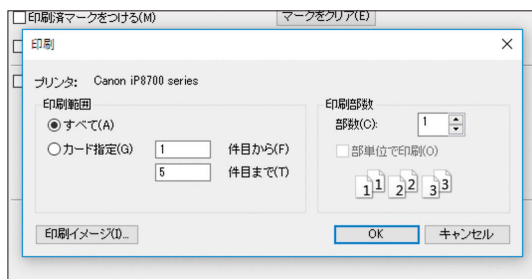 印刷済マークをつける(M)
マークをクリア(E)
印刷
プリンタ: Canon iP8700 series
印刷範囲
すべて(A)
カード指定(G)
1 件目から(F)
5 件目まで(T)
印刷部数
部数(C): 1
部単位で印刷(O)
1 1 2 2 3 3
印刷イメージ(I)...
OK
キャンセル